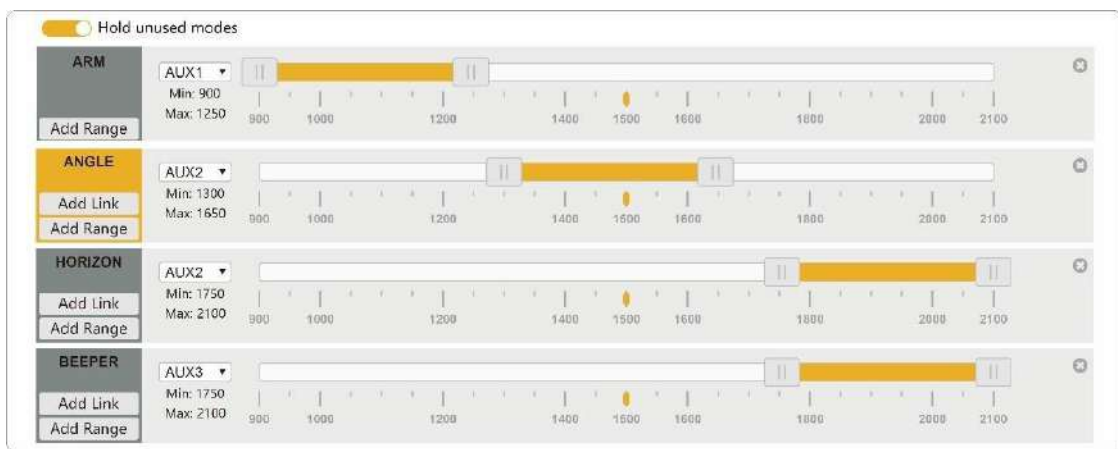 Hold unused modes
ARM
AUX1
Min: 900
Max: 1250
Add Range
900 1000 1200 1400 1500 1600 1800 2000 2100
ANGLE
AUX2
Min: 1300
Max: 1650
Add Link
Add Range
900 1000 1200 1400 1500 1600 1800 2000 2100
HORIZON
AUX2
Min: 1750
Max: 2100
Add Link
Add Range
900 1000 1200 1400 1500 1600 1800 2000 2100
BEEPER
AUX3
Min: 1750
Max: 2100
Add Link
Add Range
900 1000 1200 1400 1500 1600 1800 2000 2100